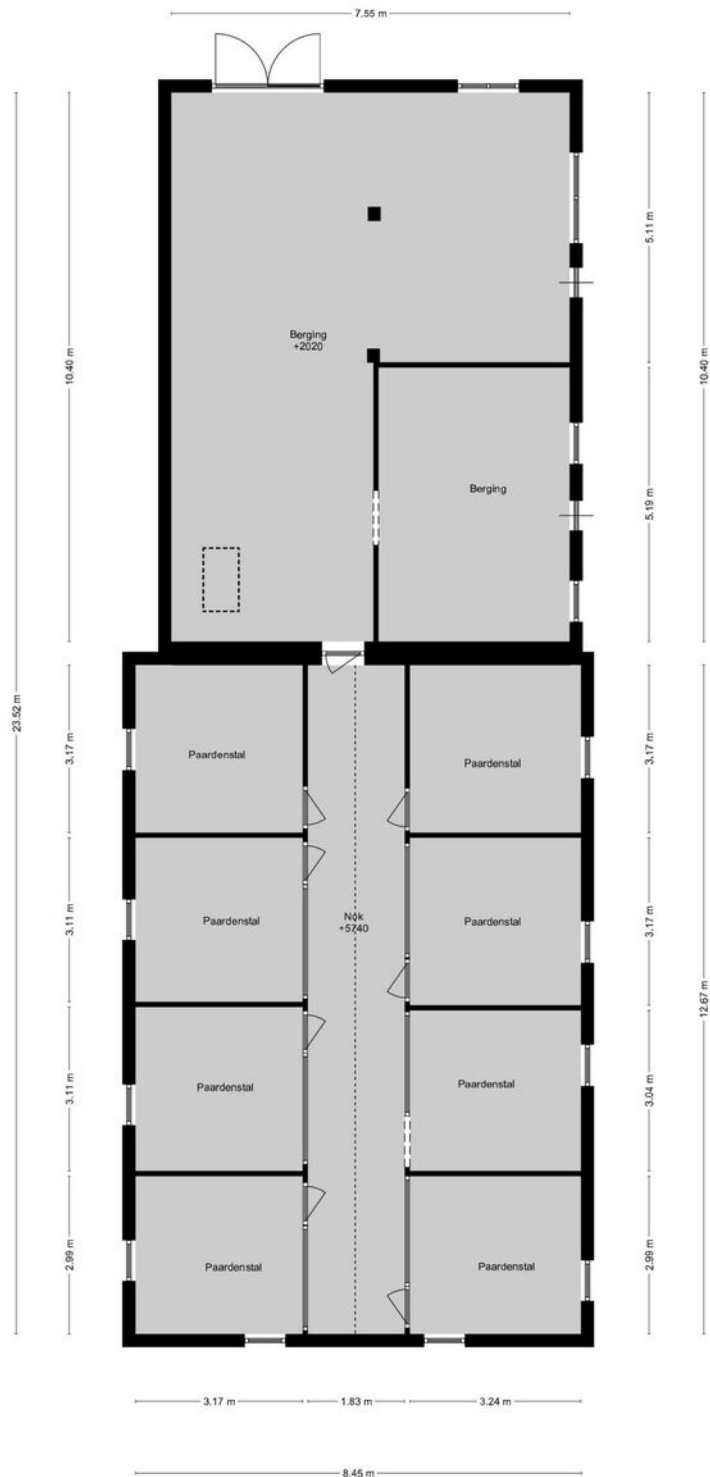 7.55 m
23.52 m
10.40 m
5.11 m
10.40 m
Berging
+2020
Berging
5.19 m
3.17 m
Paardenstal
Paardenstal
3.17 m
3.11 m
Paardenstal
Nok
+5740
Paardenstal
3.17 m
12.67 m
3.11 m
Paardenstal
Paardenstal
3.04 m
2.99 m
Paardenstal
Paardenstal
2.99 m
3.17 m
1.83 m
3.24 m
8.45 m